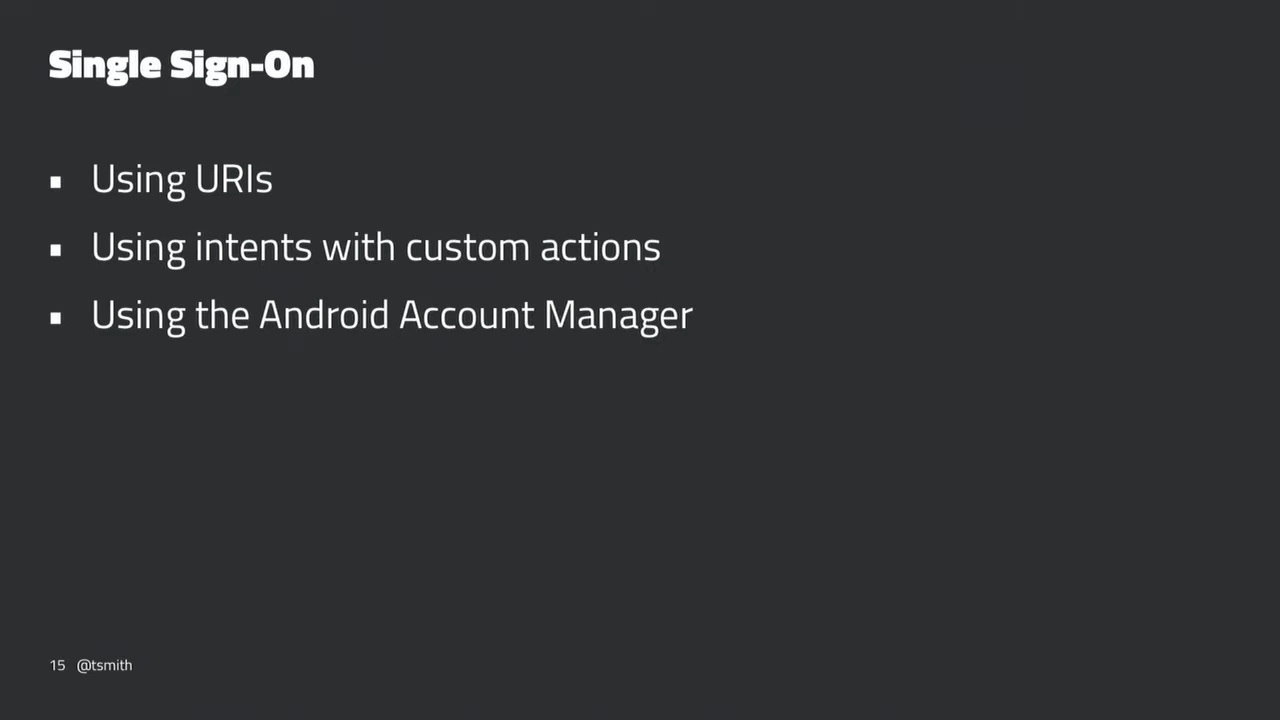 Single Sign-On
▪ Using URIs
▪ Using intents with custom actions
▪ Using the Android Account Manager
15 @tsmith